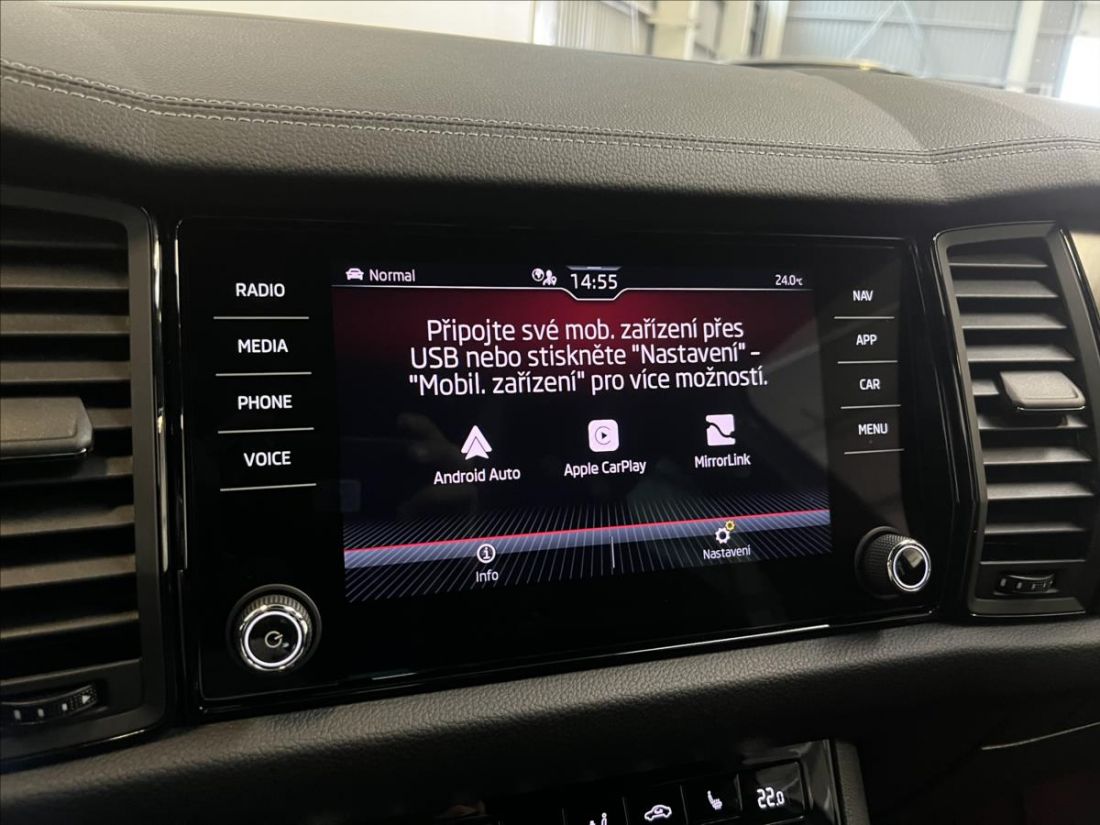 RADIO
MEDIA
PHONE
VOICE
Normal
14:55
24.0°C
Připojte své mob. zařízení přes
USB nebo stiskněte "Nastavení" –
"Mobil. zařízení" pro více možností.
Android Auto
Apple CarPlay
MirrorLink
Info
Nastavení
NAV
APP
CAR
MENU
22.0